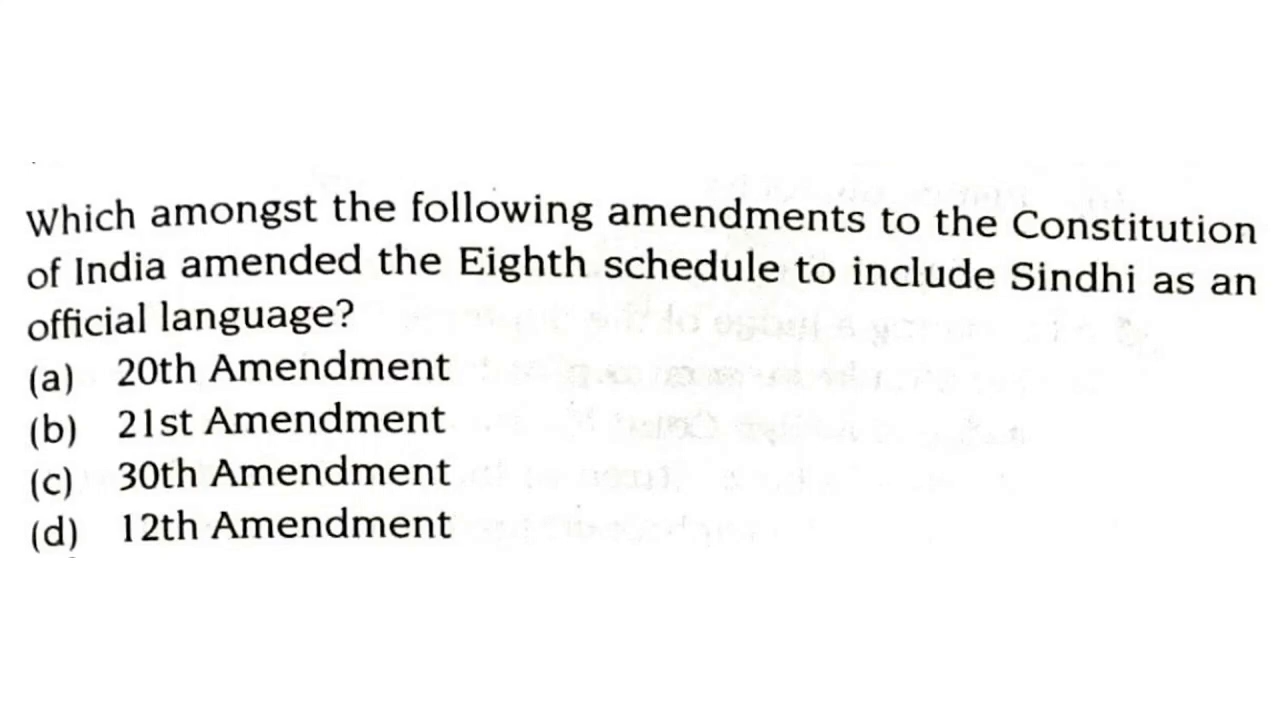 Which amongst the following amendments to the Constitution
of India amended the Eighth schedule to include Sindhi as an
official language?
(a) 20th Amendment
(b) 21st Amendment
(c) 30th Amendment
(d) 12th Amendment